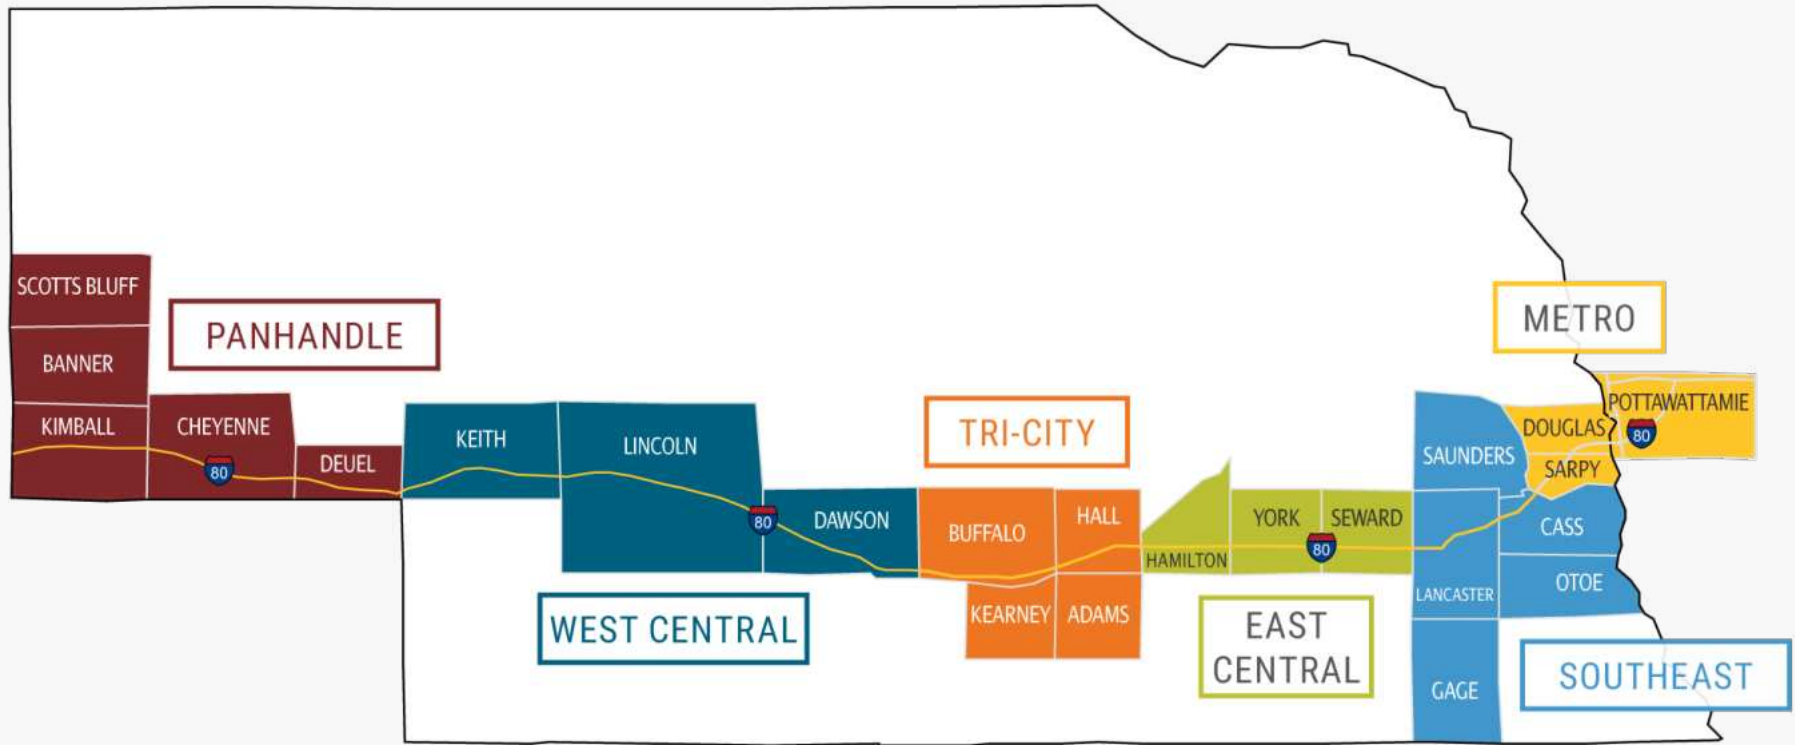 SCOTTS BLUFF
BANNER
KIMBALL
CHEYENNE
DEUEL
80
PANHANDLE
KEITH
LINCOLN
DAWSON
80
WEST CENTRAL
TRI-CITY
BUFFALO
HALL
KEARNEY
ADAMS
HAMILTON
YORK
SEWARD
80
EAST
CENTRAL
METRO
POTTAWATTAMIE
DOUGLAS
80
SARPY
SAUNDERS
CASS
LANCASTER
OTOE
GAGE
SOUTHEAST